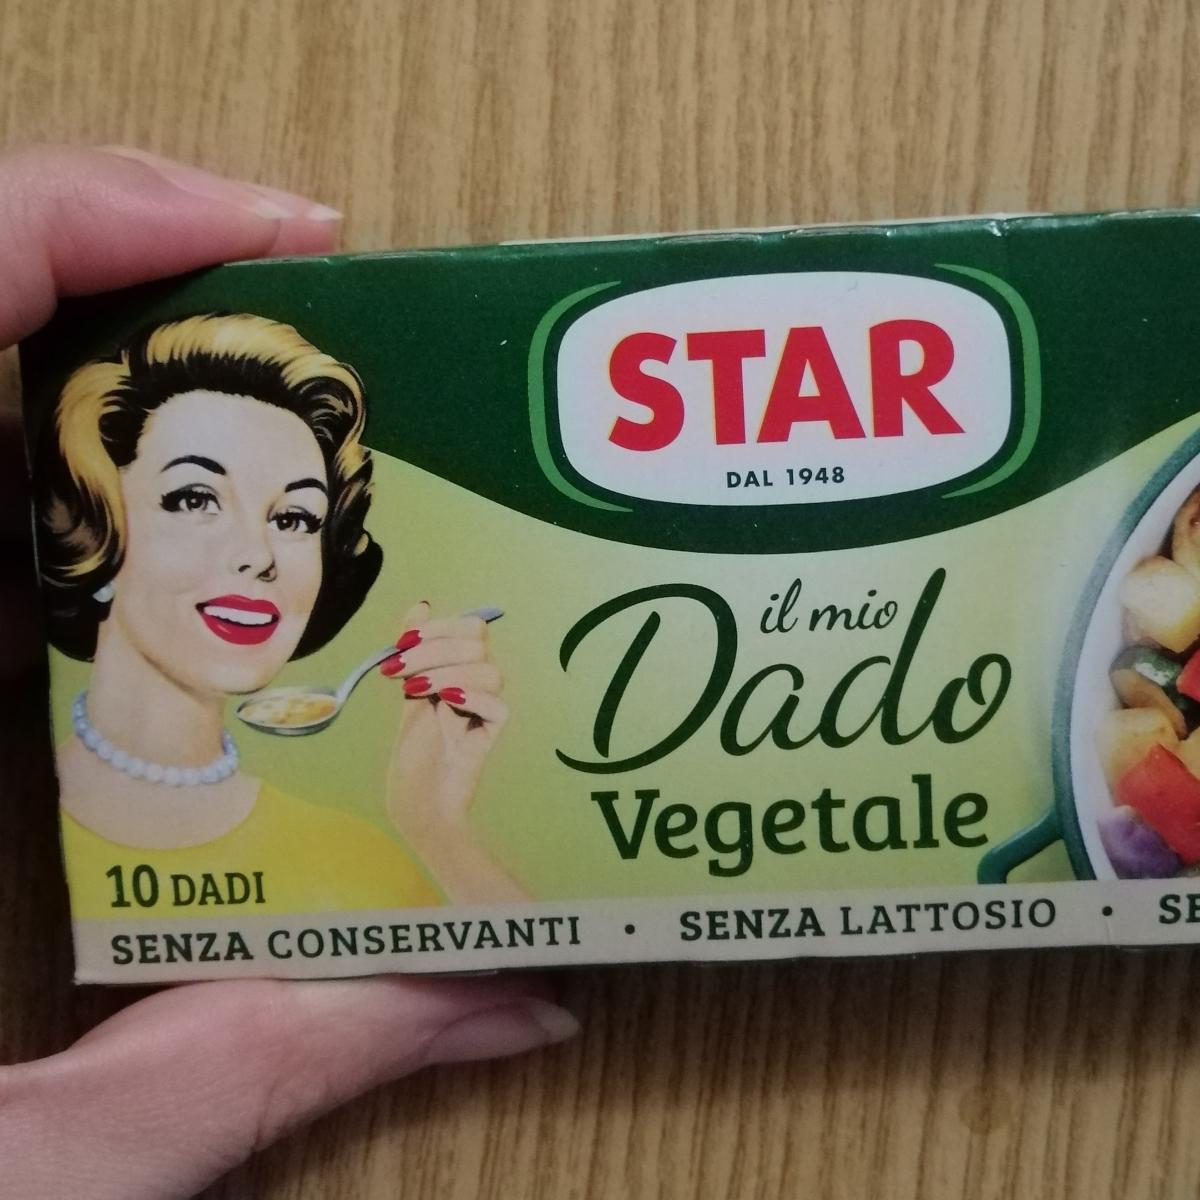 STAR
DAL 1948
il mio
Dado
Vegetale
10 DADI
SENZA CONSERVANTI • SENZA LATTOSIO •